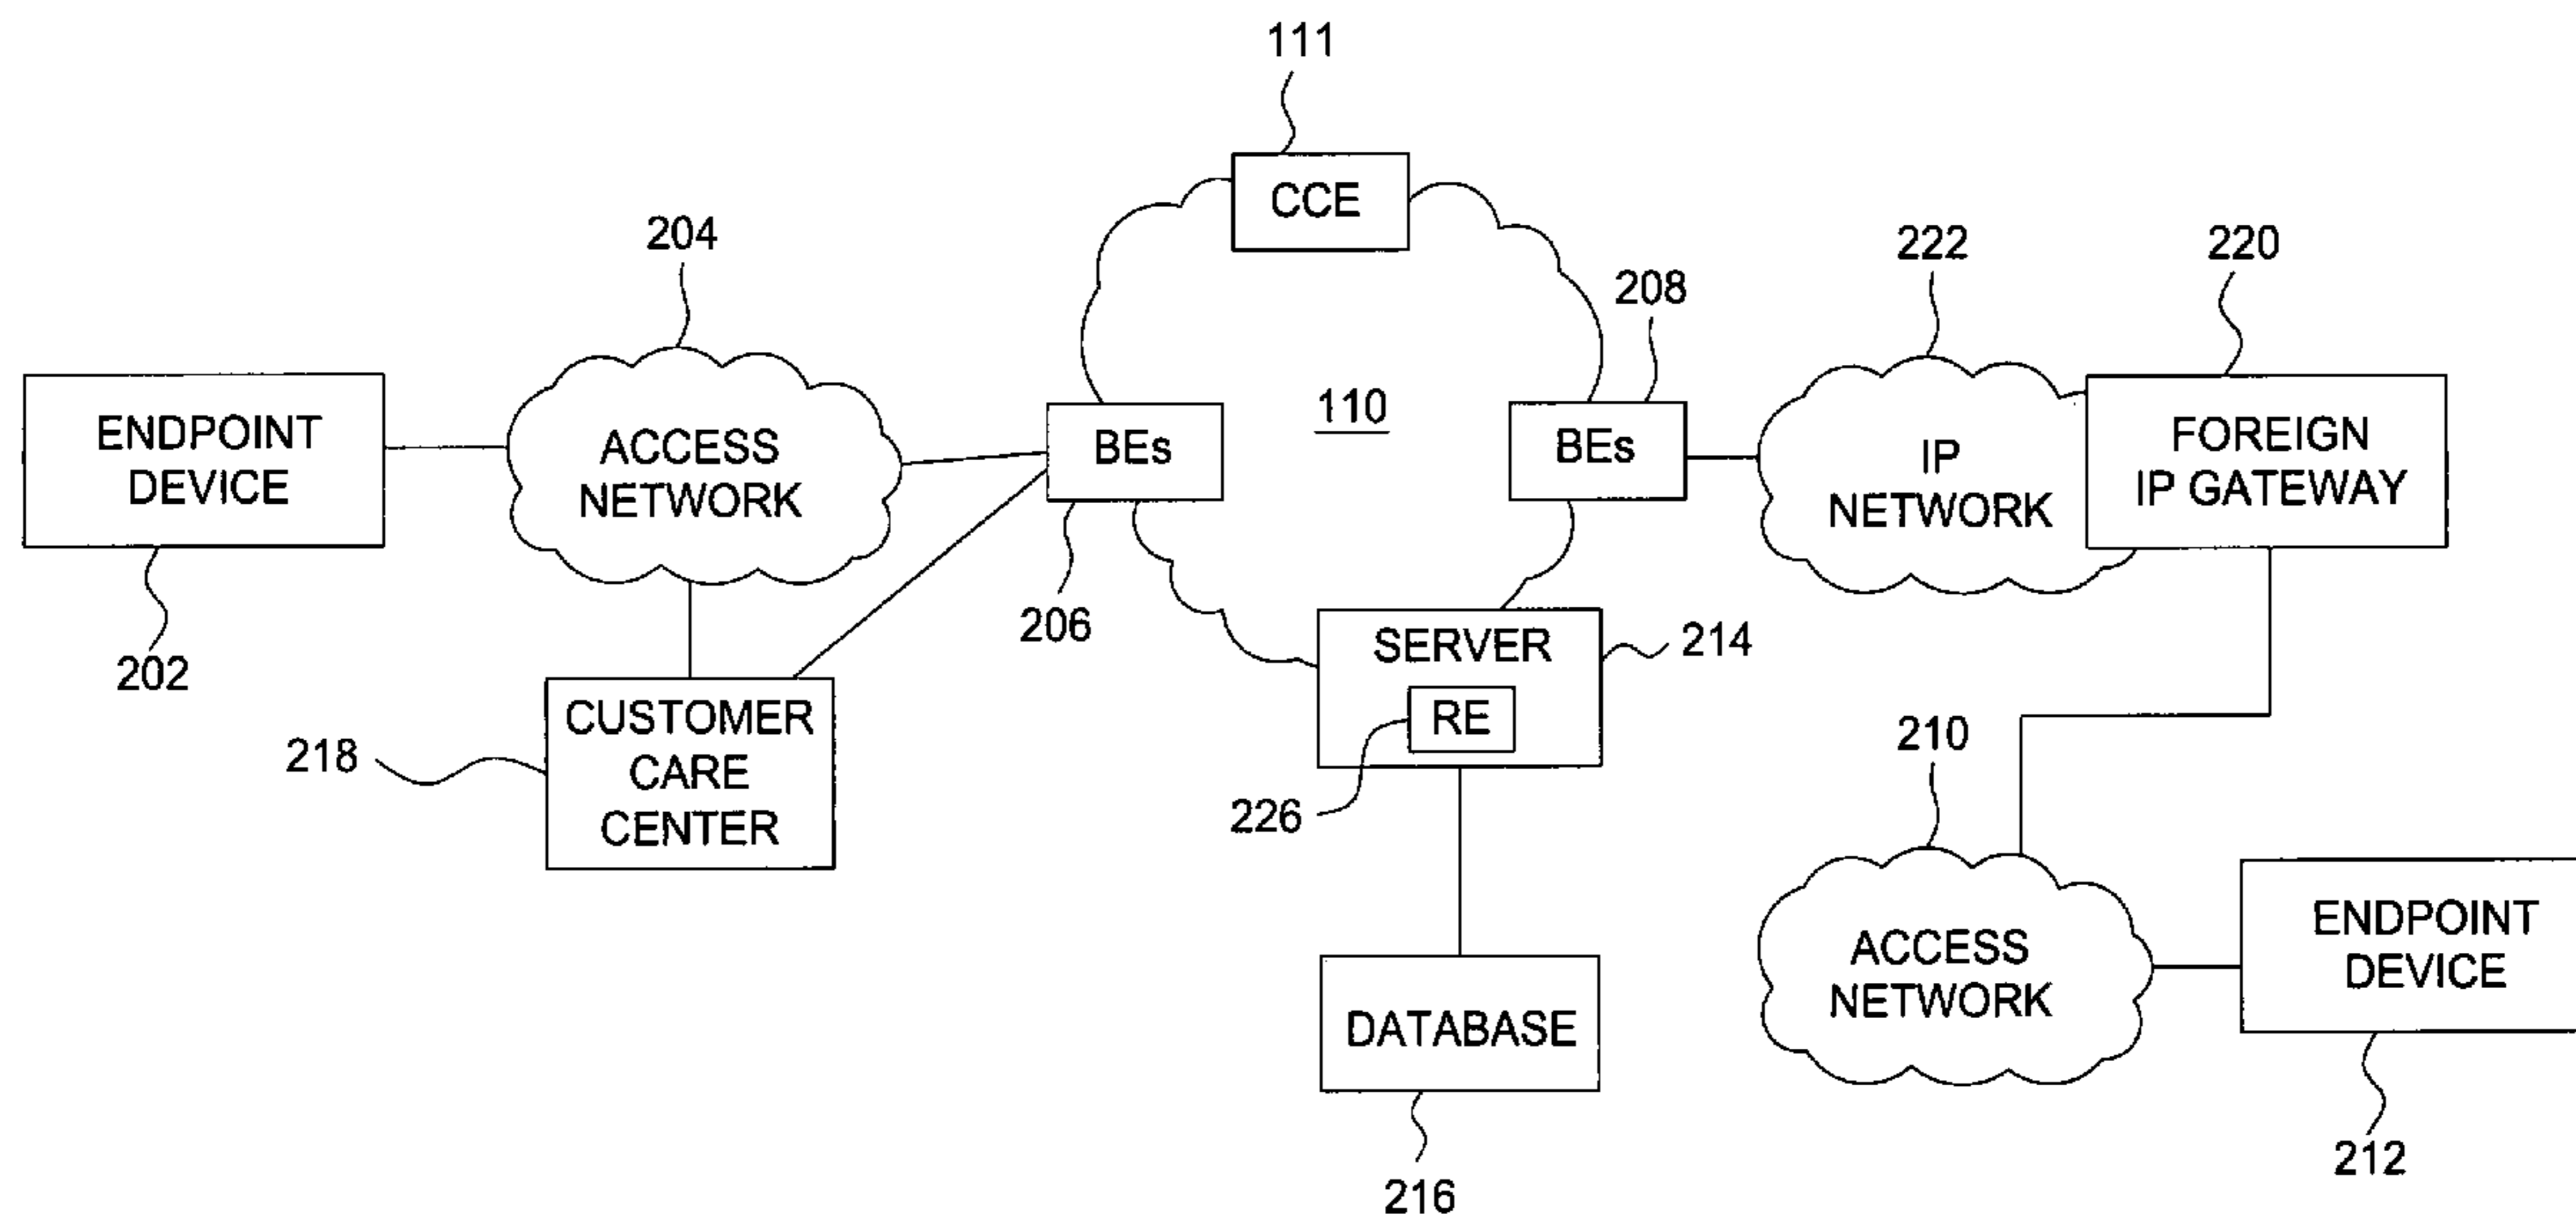 111
CCE
204
222
220
208
ENDPOINT
DEVICE
ACCESS
NETWORK
BEs
110
BEs
IP
NETWORK
FOREIGN
IP GATEWAY
206
202
SERVER
RE
214
CUSTOMER
CARE
CENTER
218
226
210
ACCESS
NETWORK
ENDPOINT
DEVICE
DATABASE
212
216